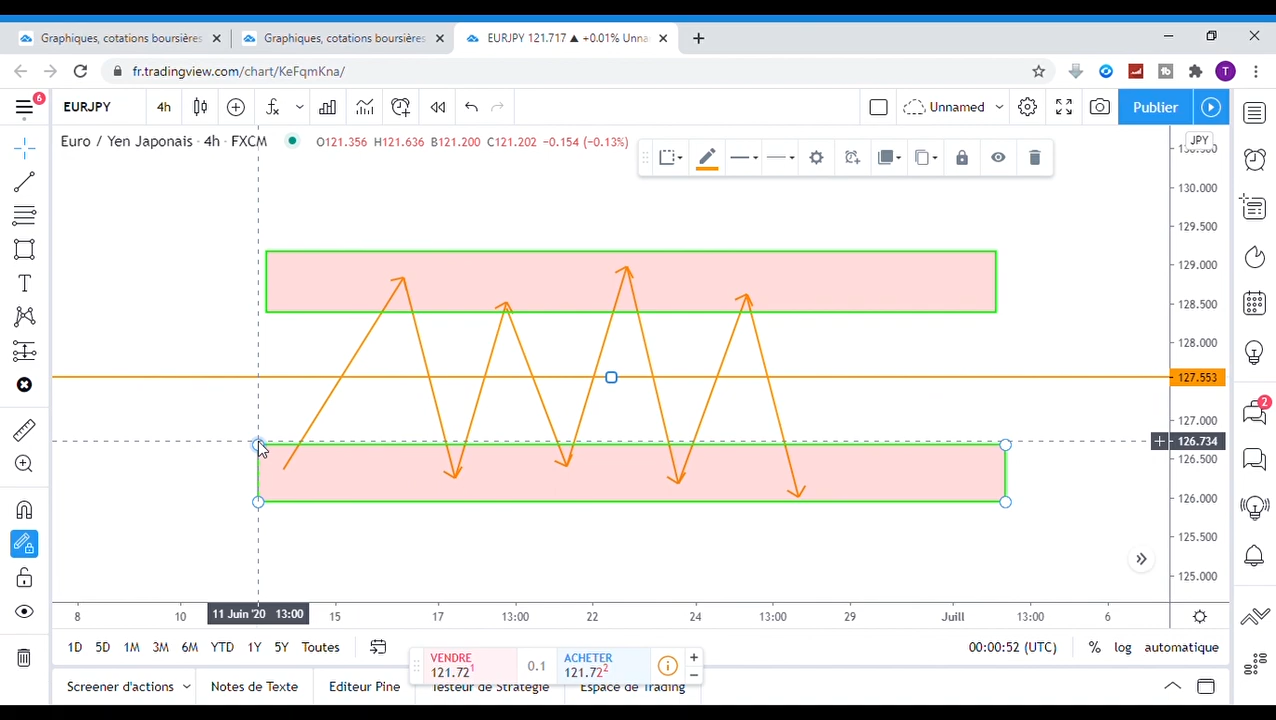 Graphiques, cotations boursières
Graphiques, cotations boursières
EURJPY 121.717 ▲ +0.01% Unna
fr.tradingview.com/chart/KeFqmKna/
T
6
EURJPY
4h
Unnamed
Publier
Euro / Yen Japonais · 4h · FXCM
O121.356 H121.636 B121.200 C121.202 −0.154 (−0.13%)
JPY
130.000
129.500
129.000
128.500
128.000
127.553
127.000
126.734
126.500
126.000
125.500
125.000
2
8
10
11 Juin '20 13:00
15
17
13:00
22
24
13:00
29
Juill
13:00
6
1D 5D 1M 3M 6M YTD 1Y 5Y Toutes
00:00:52 (UTC)
% log automatique
VENDRE
121.72¹
0.1
ACHETER
121.72²
Screener d'actions
Notes de Texte
Editeur Pine
Testeur de Stratégie
Espace de Trading